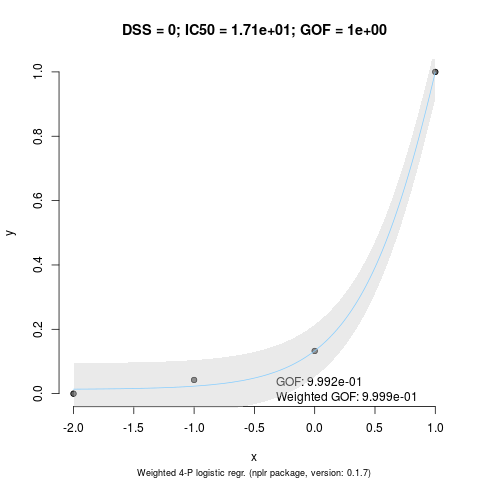 DSS = 0; IC50 = 1.71e+01; GOF = 1e+00
1.0
0.8
0.6
0.4
0.2
0.0
y
GOF: 9.992e-01
Weighted GOF: 9.999e-01
-2.0 -1.5 -1.0 -0.5 0.0 0.5 1.0
x
Weighted 4-P logistic regr. (nplr package, version: 0.1.7)